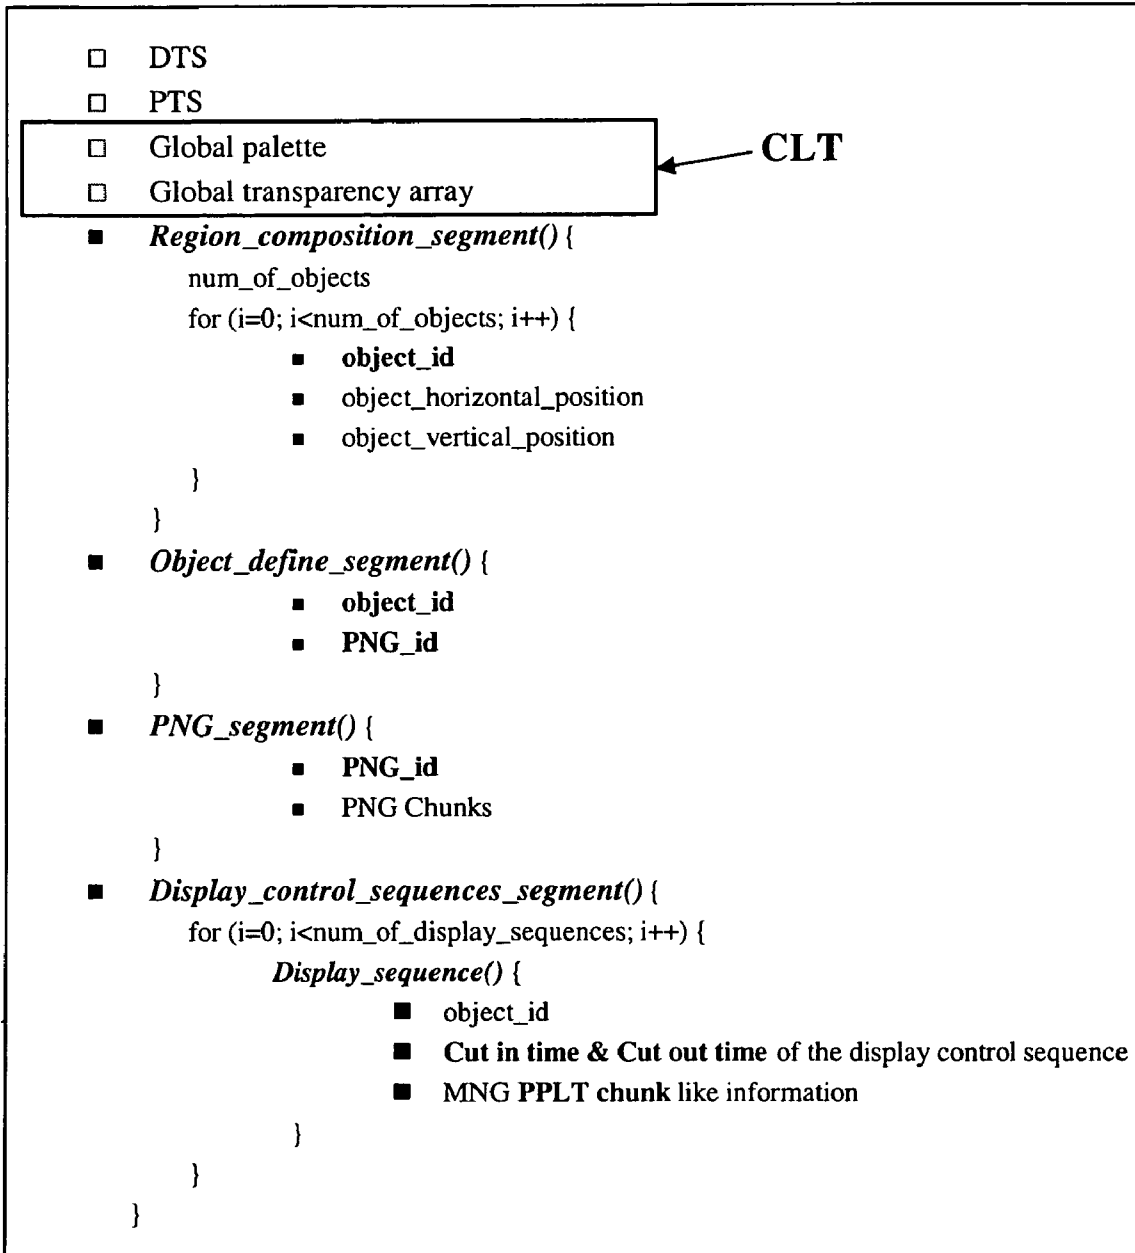 □ DTS
□ PTS
□ Global palette
CLT
□ Global transparency array
■ Region_composition_segment() {
num_of_objects
for (i=0; i<num_of_objects; i++) {
■ object_id
■ object_horizontal_position
■ object_vertical_position
}
}
■ Object_define_segment() {
■ object_id
■ PNG_id
}
■ PNG_segment() {
■ PNG_id
■ PNG Chunks
}
■ Display_control_sequences_segment() {
for (i=0; i<num_of_display_sequences; i++) {
Display_sequence() {
■ object_id
■ Cut in time & Cut out time of the display control sequence
■ MNG PPLT chunk like information
}
}
}